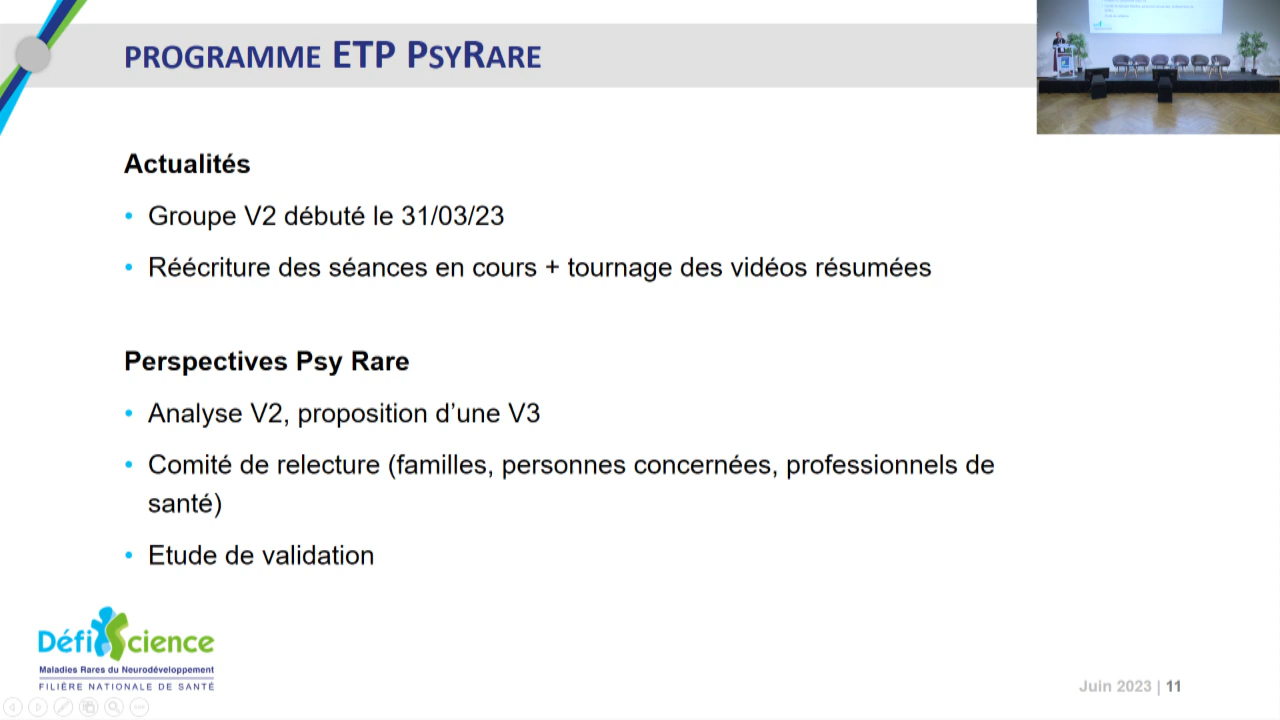 PROGRAMME ETP PSYRARE
Actualités
• Groupe V2 débuté le 31/03/23
• Réécriture des séances en cours + tournage des vidéos résumées
Perspectives Psy Rare
• Analyse V2, proposition d’une V3
• Comité de relecture (familles, personnes concernées, professionnels de
santé)
• Etude de validation
DéfiScience
Maladies Rares du Neurodéveloppement
FILIÈRE NATIONALE DE SANTÉ
Juin 2023 | 11